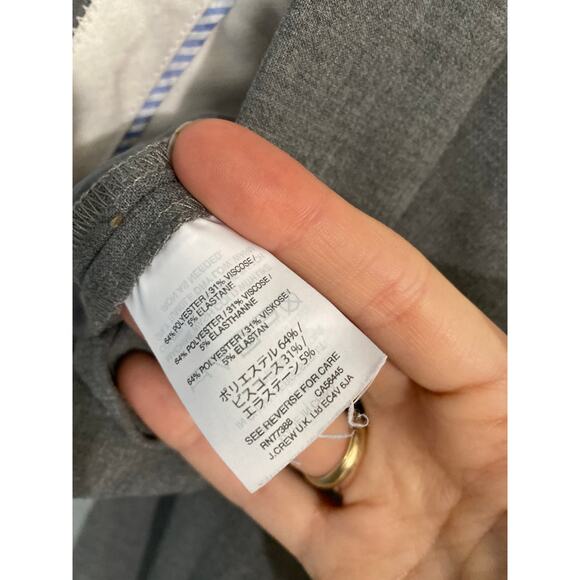 64% POLYESTER / 31% VISCOSE /
5% ELASTANE
64% POLYESTER / 31% VISCOSE /
5% ELASTHANNE
64% POLYESTER / 31% VISKOSE /
5% ELASTAN
ポリエステル 64% /
ビスコース 31% /
エラステーン 5%
SEE REVERSE FOR CARE
RN77388 CA56445
J.CREW U.K. Ltd EC4V 6JA